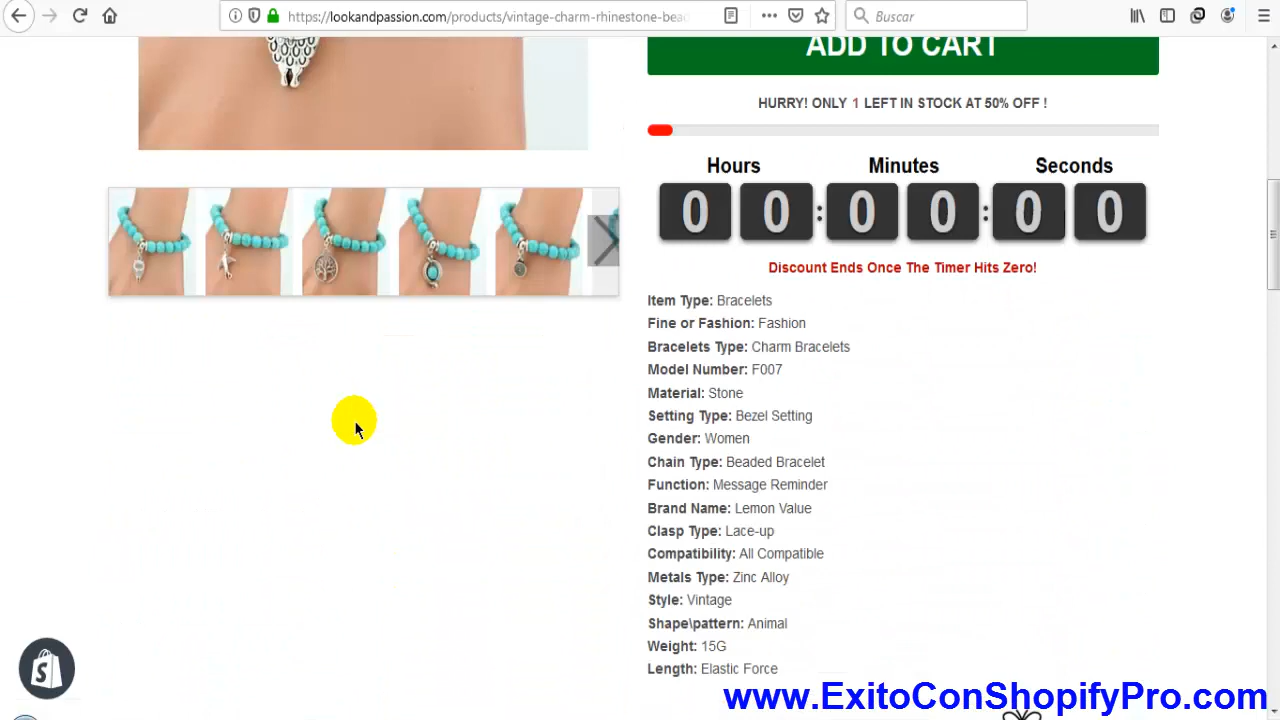 https://lookandpassion.com/products/vintage-charm-rhinestone-bead
Buscar
ADD TO CART
HURRY! ONLY 1 LEFT IN STOCK AT 50% OFF !
Hours Minutes Seconds
0 0 : 0 0 : 0 0
Discount Ends Once The Timer Hits Zero!
Item Type: Bracelets
Fine or Fashion: Fashion
Bracelets Type: Charm Bracelets
Model Number: F007
Material: Stone
Setting Type: Bezel Setting
Gender: Women
Chain Type: Beaded Bracelet
Function: Message Reminder
Brand Name: Lemon Value
Clasp Type: Lace-up
Compatibility: All Compatible
Metals Type: Zinc Alloy
Style: Vintage
Shape\pattern: Animal
Weight: 15G
Length: Elastic Force
www.ExitoConShopifyPro.com